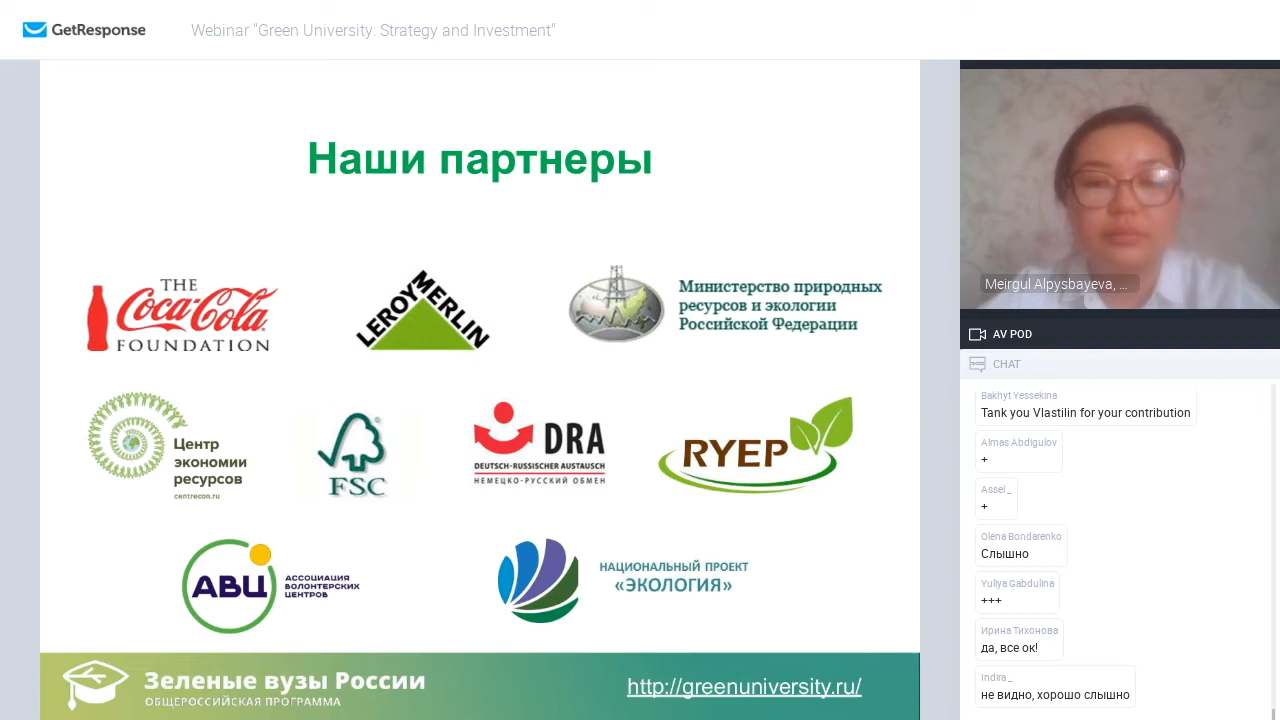 GetResponse
Webinar "Green University: Strategy and Investment"
Наши партнеры
THE
Coca-Cola
FOUNDATION
LEROY MERLIN
Министерство природных
ресурсов и экологии
Российской Федерации
Центр
экономии
ресурсов
centrecon.ru
FSC
DRA
DEUTSCH-RUSSISCHER AUSTAUSCH
НЕМЕЦКО-РУССКИЙ ОБМЕН
RYEP
АВЦ
АССОЦИАЦИЯ
ВОЛОНТЕРСКИХ
ЦЕНТРОВ
НАЦИОНАЛЬНЫЙ ПРОЕКТ
«ЭКОЛОГИЯ»
Зеленые вузы России
ОБЩЕРОССИЙСКАЯ ПРОГРАММА
http://greenuniversity.ru/
Meirgul Alpysbayeva, ...
AV POD
CHAT
Bakhyt Yessekina
Tank you Vlastilin for your contribution
Almas Abdigulov
+
Assel _
+
Olena Bondarenko
Слышно
Yuliya Gabdulina
+++
Ирина Тихонова
да, все ок!
Indira _
не видно, хорошо слышно